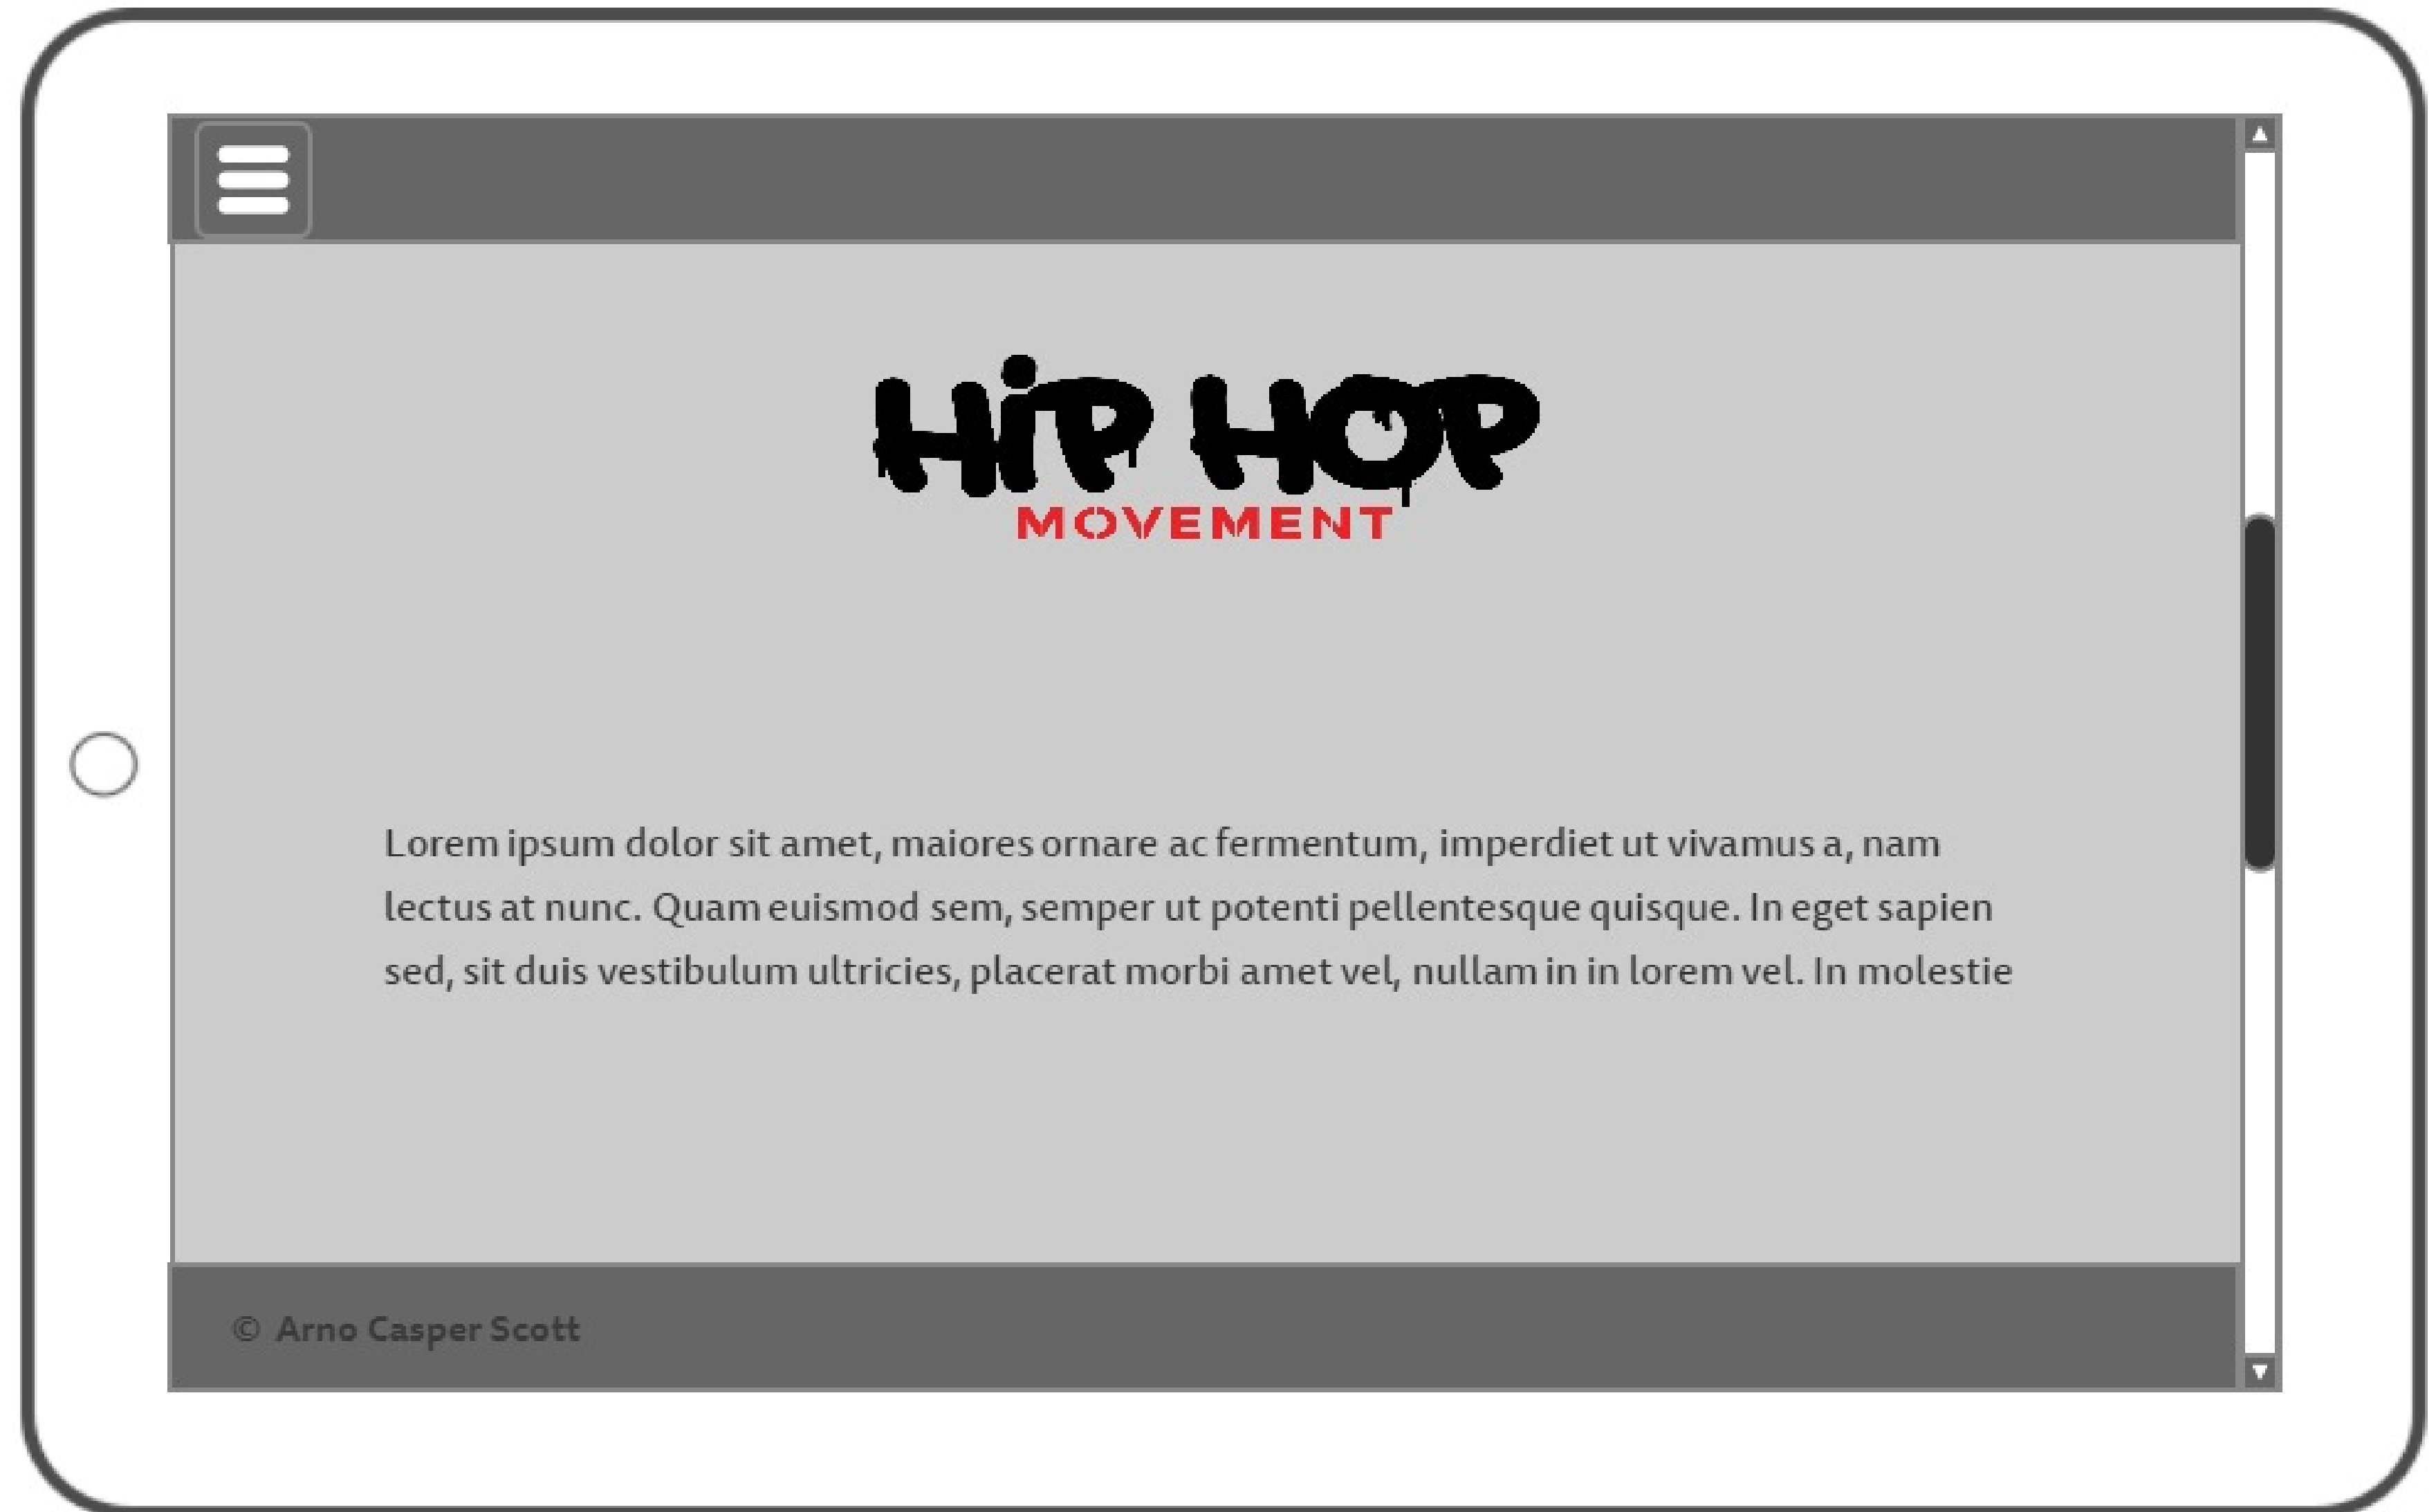 HiP HOP
MOVEMENT
Lorem ipsum dolor sit amet, maiores ornare ac fermentum, imperdiet ut vivamus a, nam
lectus at nunc. Quam euismod sem, semper ut potenti pellentesque quisque. In eget sapien
sed, sit duis vestibulum ultricies, placerat morbi amet vel, nullam in in lorem vel. In molestie
© Arno Casper Scott